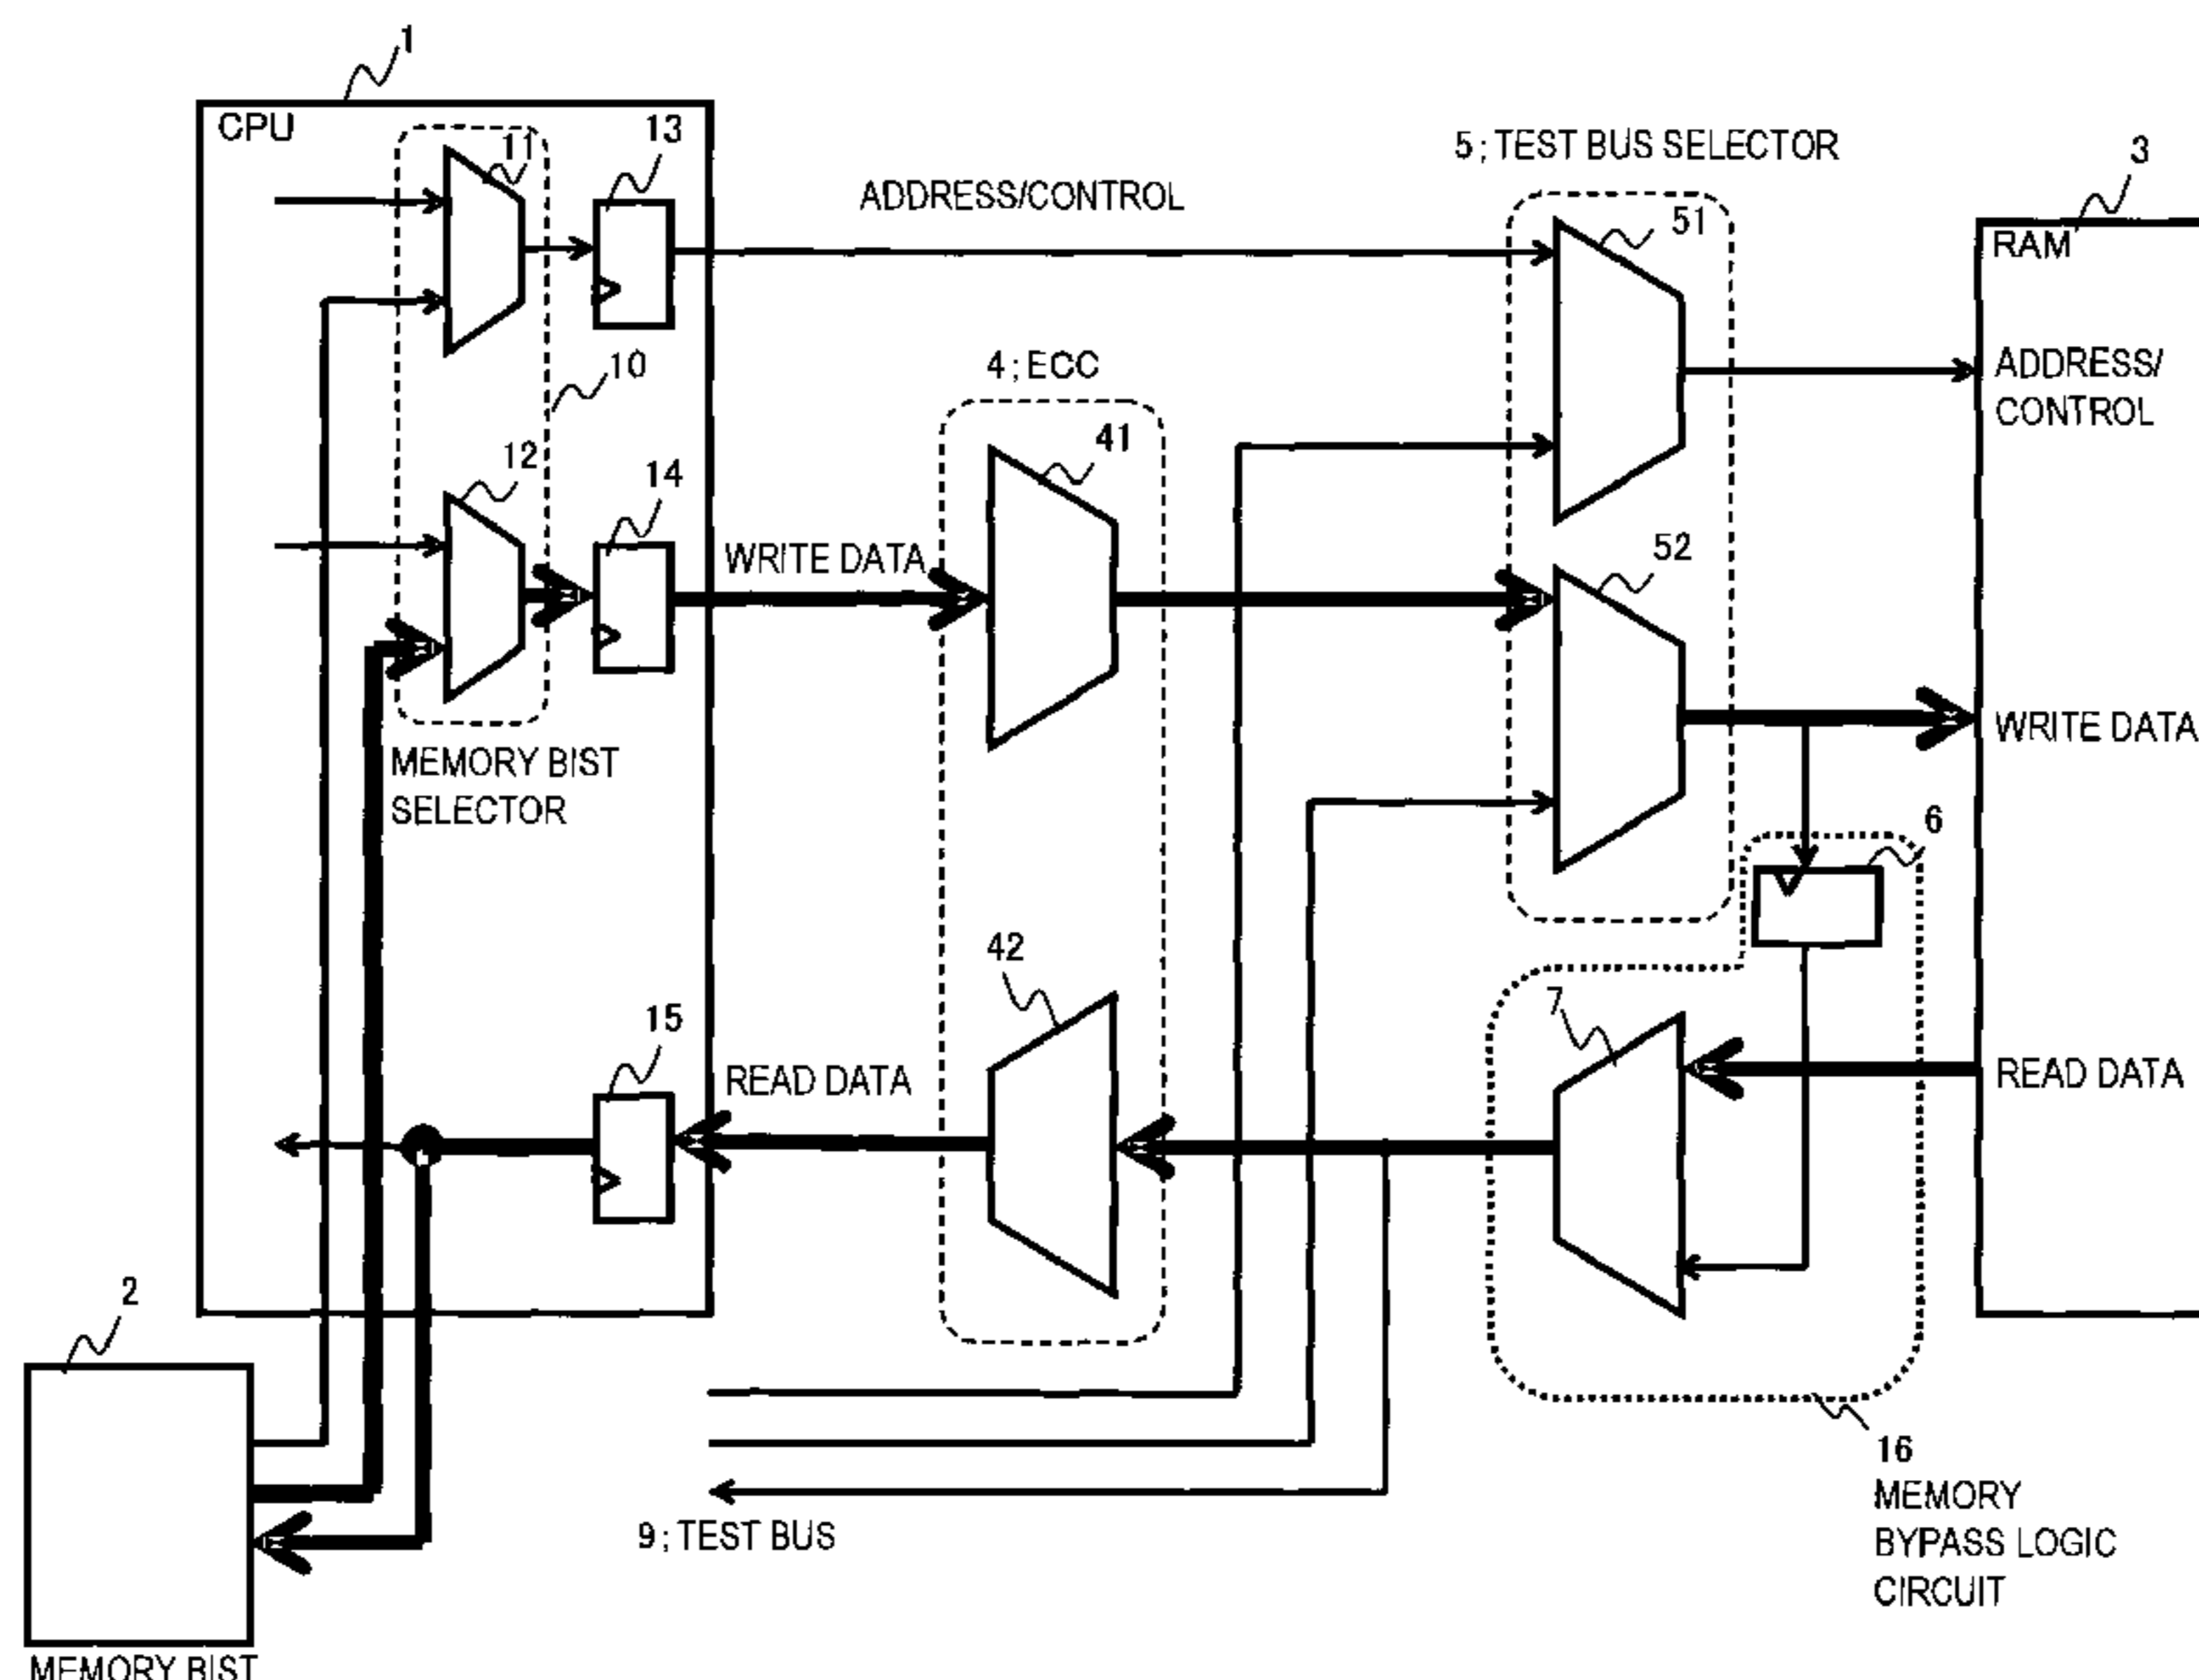 1
CPU
11
13
ADDRESS/CONTROL
5;TEST BUS SELECTOR
3
51
RAM
10
4;ECC
ADDRESS/
CONTROL
41
12
14
WRITE DATA
52
WRITE DATA
MEMORY BIST
SELECTOR
6
42
7
15
READ DATA
READ DATA
2
16
MEMORY
BYPASS LOGIC
CIRCUIT
9;TEST BUS
MEMORY BIST